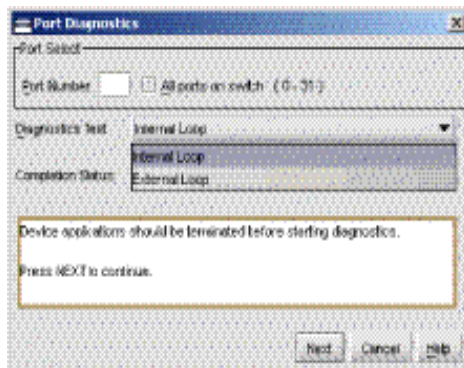 Port Diagnostics
Port Select
Port Number All ports on switch ( 0 - 31 )
Diagnostics Test Internal Loop
Internal Loop
Completion Status: External Loop
Device applications should be terminated before starting diagnostics.
Press NEXT to continue.
Next Cancel Help